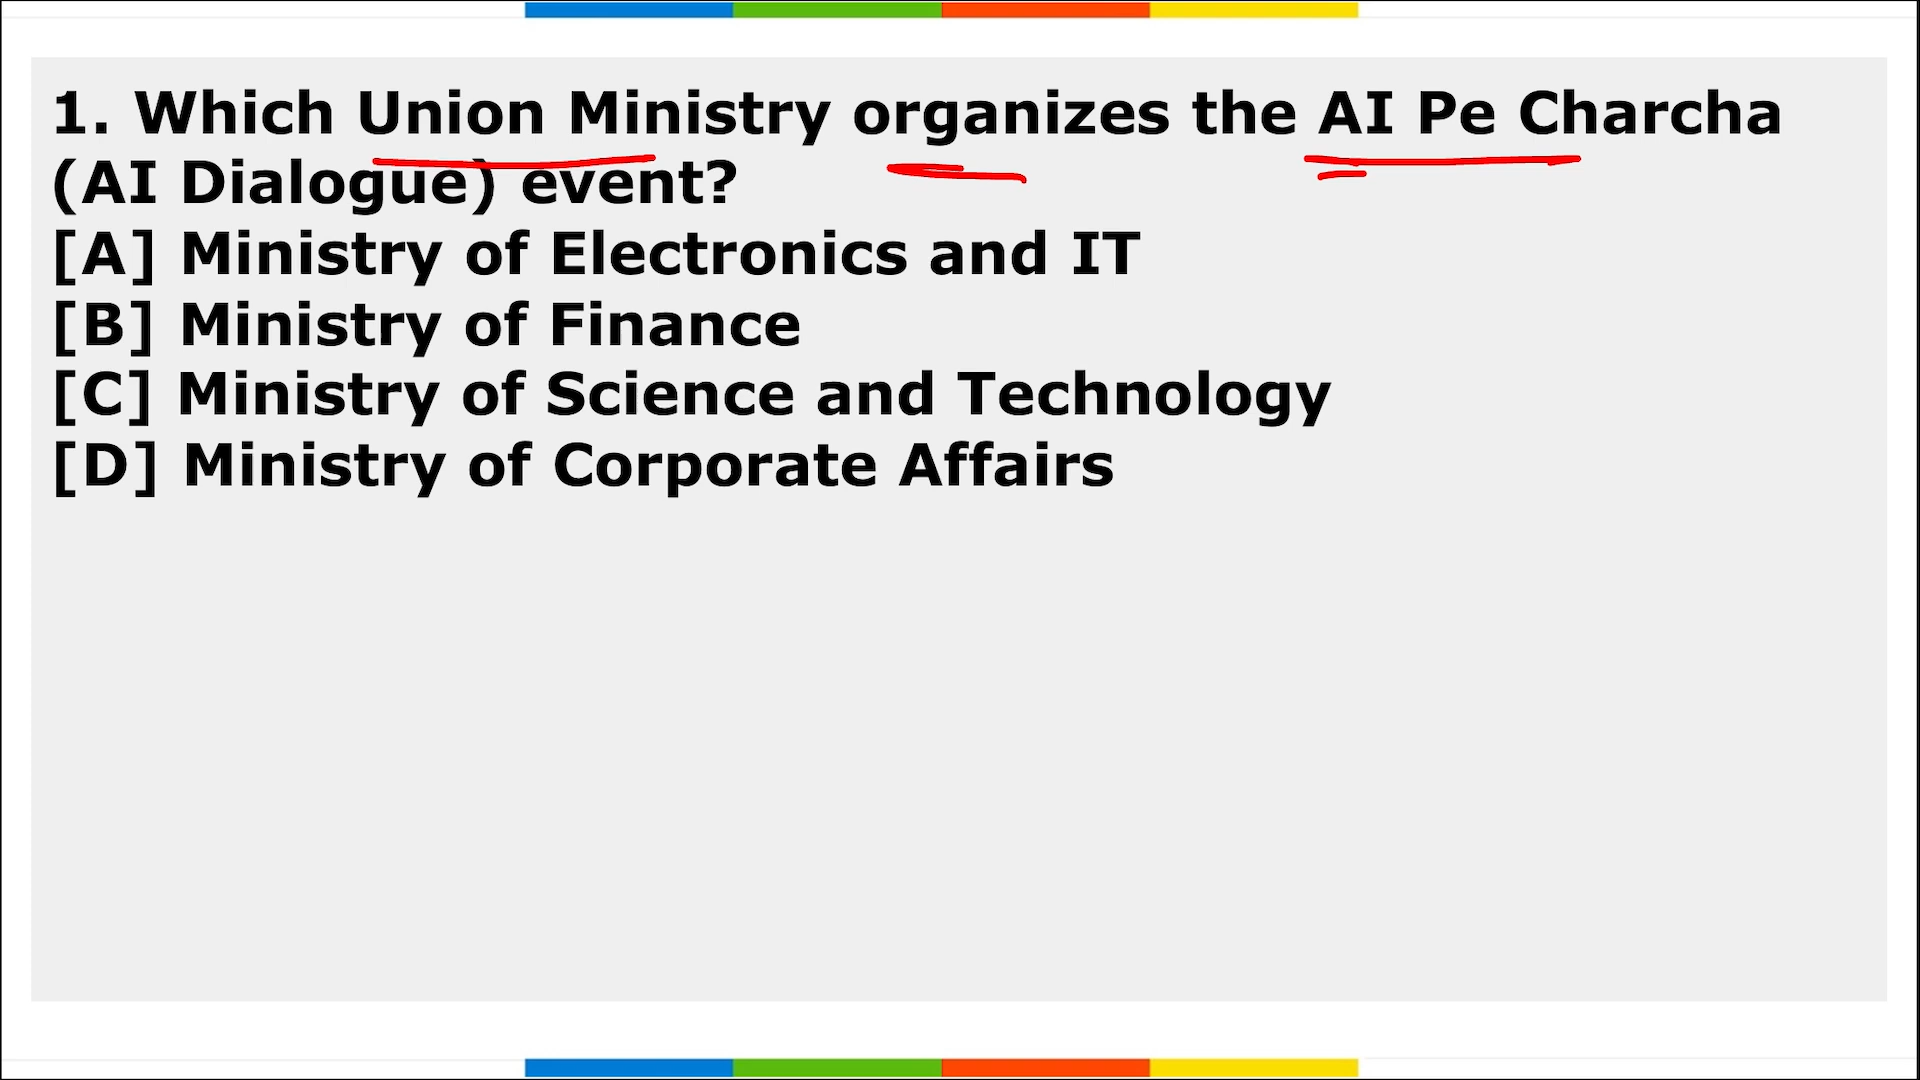 1. Which Union Ministry organizes the AI Pe Charcha
(AI Dialogue) event?
[A] Ministry of Electronics and IT
[B] Ministry of Finance
[C] Ministry of Science and Technology
[D] Ministry of Corporate Affairs